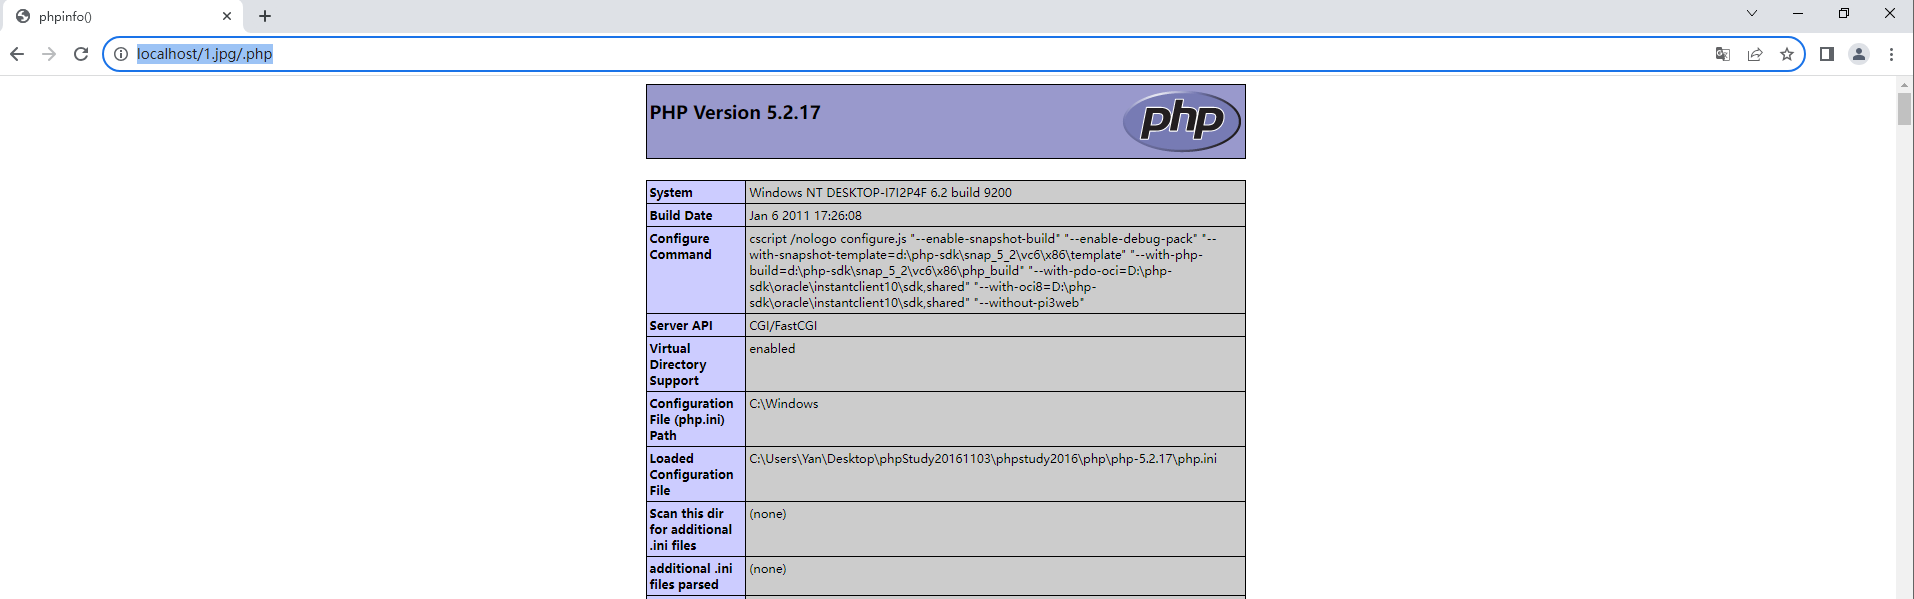 phpinfo()
localhost/1.jpg/.php
PHP Version 5.2.17
php
System
Windows NT DESKTOP-I7I2P4F 6.2 build 9200
Build Date
Jan 6 2011 17:26:08
Configure
Command
cscript /nologo configure.js "--enable-snapshot-build" "--enable-debug-pack" "--
with-snapshot-template=d:\php-sdk\snap_5_2\vc6\x86\template" "--with-php-
build=d:\php-sdk\snap_5_2\vc6\x86\php_build" "--with-pdo-oci=D:\php-
sdk\oracle\instantclient10\sdk,shared" "--with-oci8=D:\php-
sdk\oracle\instantclient10\sdk,shared" "--without-pi3web"
Server API
CGI/FastCGI
Virtual
Directory
Support
enabled
Configuration
File (php.ini)
Path
C:\Windows
Loaded
Configuration
File
C:\Users\Yan\Desktop\phpStudy20161103\phpstudy2016\php\php-5.2.17\php.ini
Scan this dir
for additional
.ini files
(none)
additional .ini
files parsed
(none)